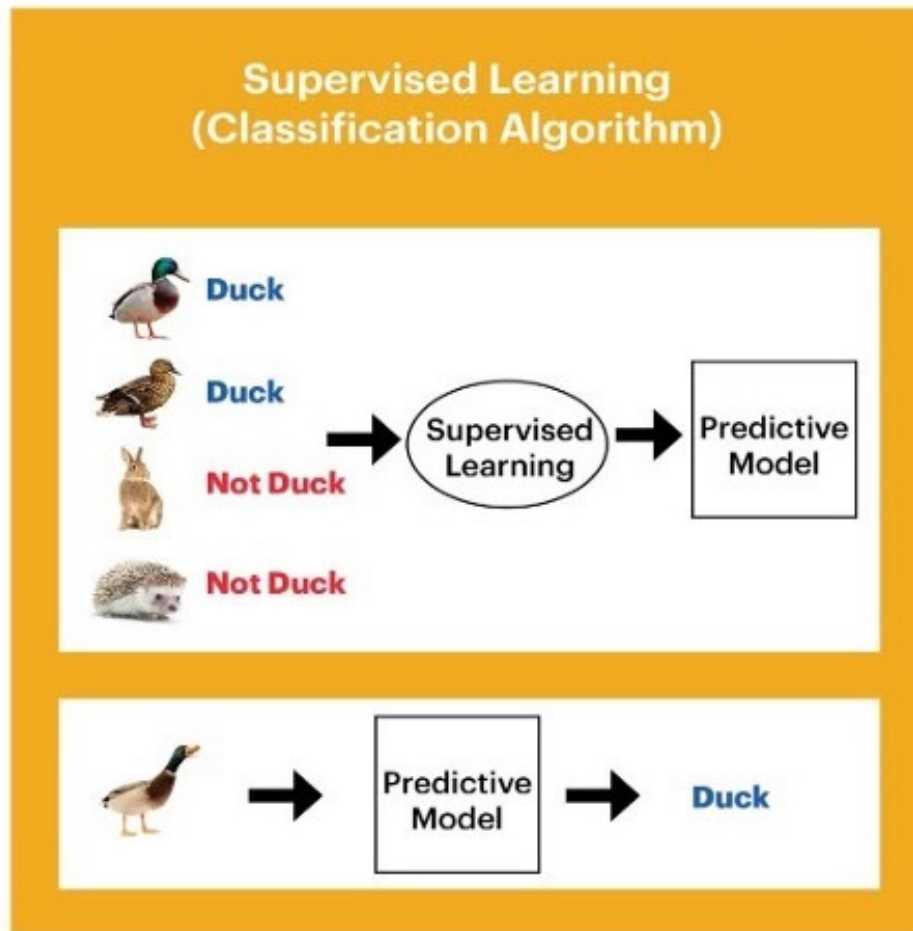 Supervised Learning
(Classification Algorithm)
Duck
Duck
Not Duck
Not Duck
Supervised
Learning
Predictive
Model
Predictive
Model
Duck